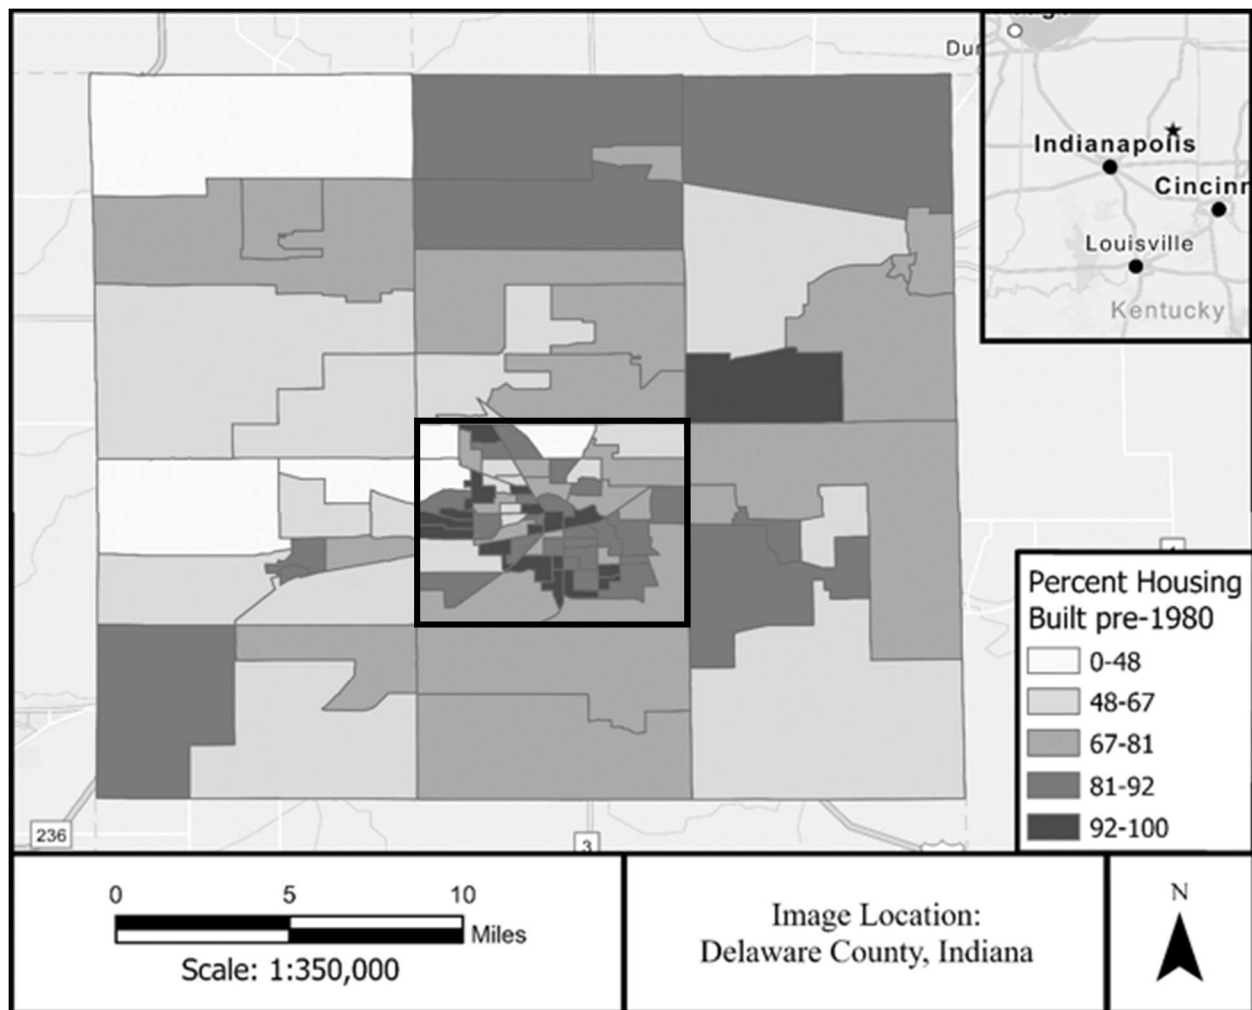 Indianapolis
Louisville
Kentucky
Percent Housing
Built pre-1980
0-48
48-67
67-81
81-92
92-100
236
3
0 5 10
Miles
Scale: 1:350,000
Image Location:
Delaware County, Indiana
N